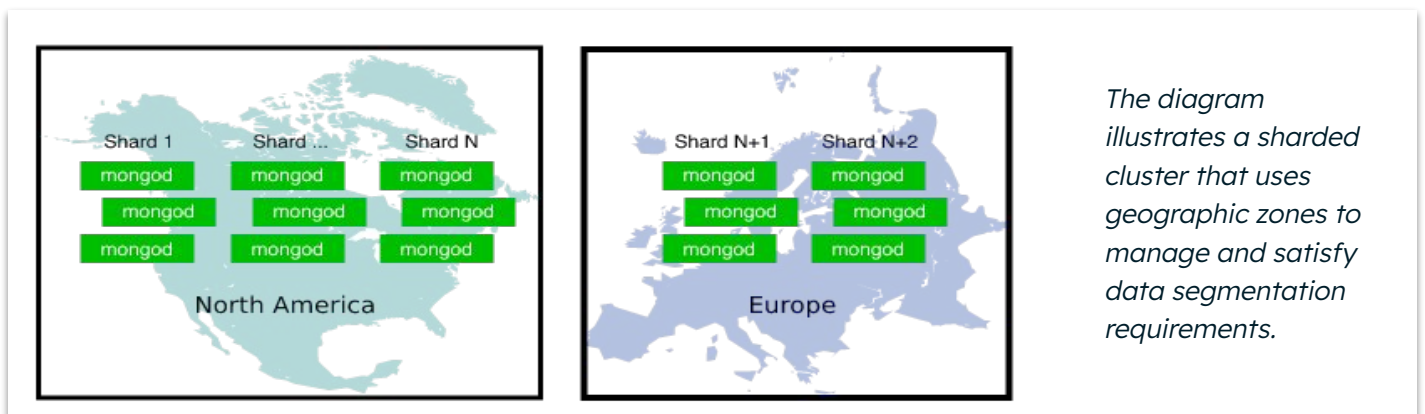 Shard 1 Shard ... Shard N
mongod mongod mongod
mongod mongod mongod
mongod mongod mongod
North America
Shard N+1 Shard N+2
mongod mongod
mongod mongod
mongod mongod
Europe
The diagram
illustrates a sharded
cluster that uses
geographic zones to
manage and satisfy
data segmentation
requirements.